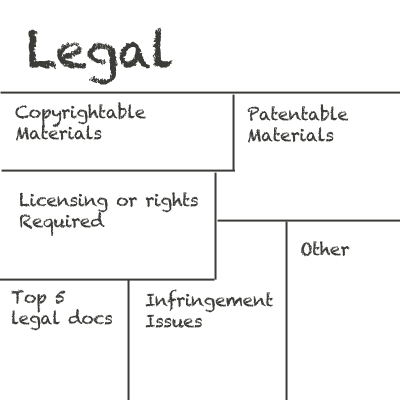 Legal
Copyrightable
Materials
Patentable
Materials
Licensing or rights
Required
Other
Top 5
legal docs
Infringement
Issues